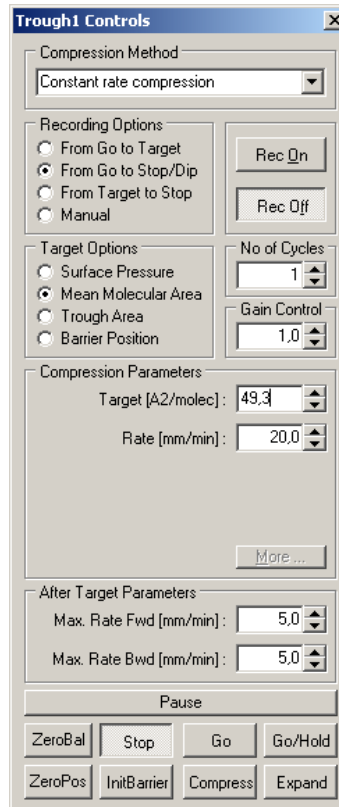 Trough1 Controls
Compression Method
Constant rate compression
Recording Options
From Go to Target
From Go to Stop/Dip
From Target to Stop
Manual
Rec On
Rec Off
Target Options
Surface Pressure
Mean Molecular Area
Trough Area
Barrier Position
No of Cycles
1
Gain Control
1,0
Compression Parameters
Target [A2/molec] : 49,3
Rate [mm/min] : 20,0
More ...
After Target Parameters
Max. Rate Fwd [mm/min] : 5,0
Max. Rate Bwd [mm/min] : 5,0
Pause
ZeroBal Stop Go Go/Hold
ZeroPos InitBarrier Compress Expand